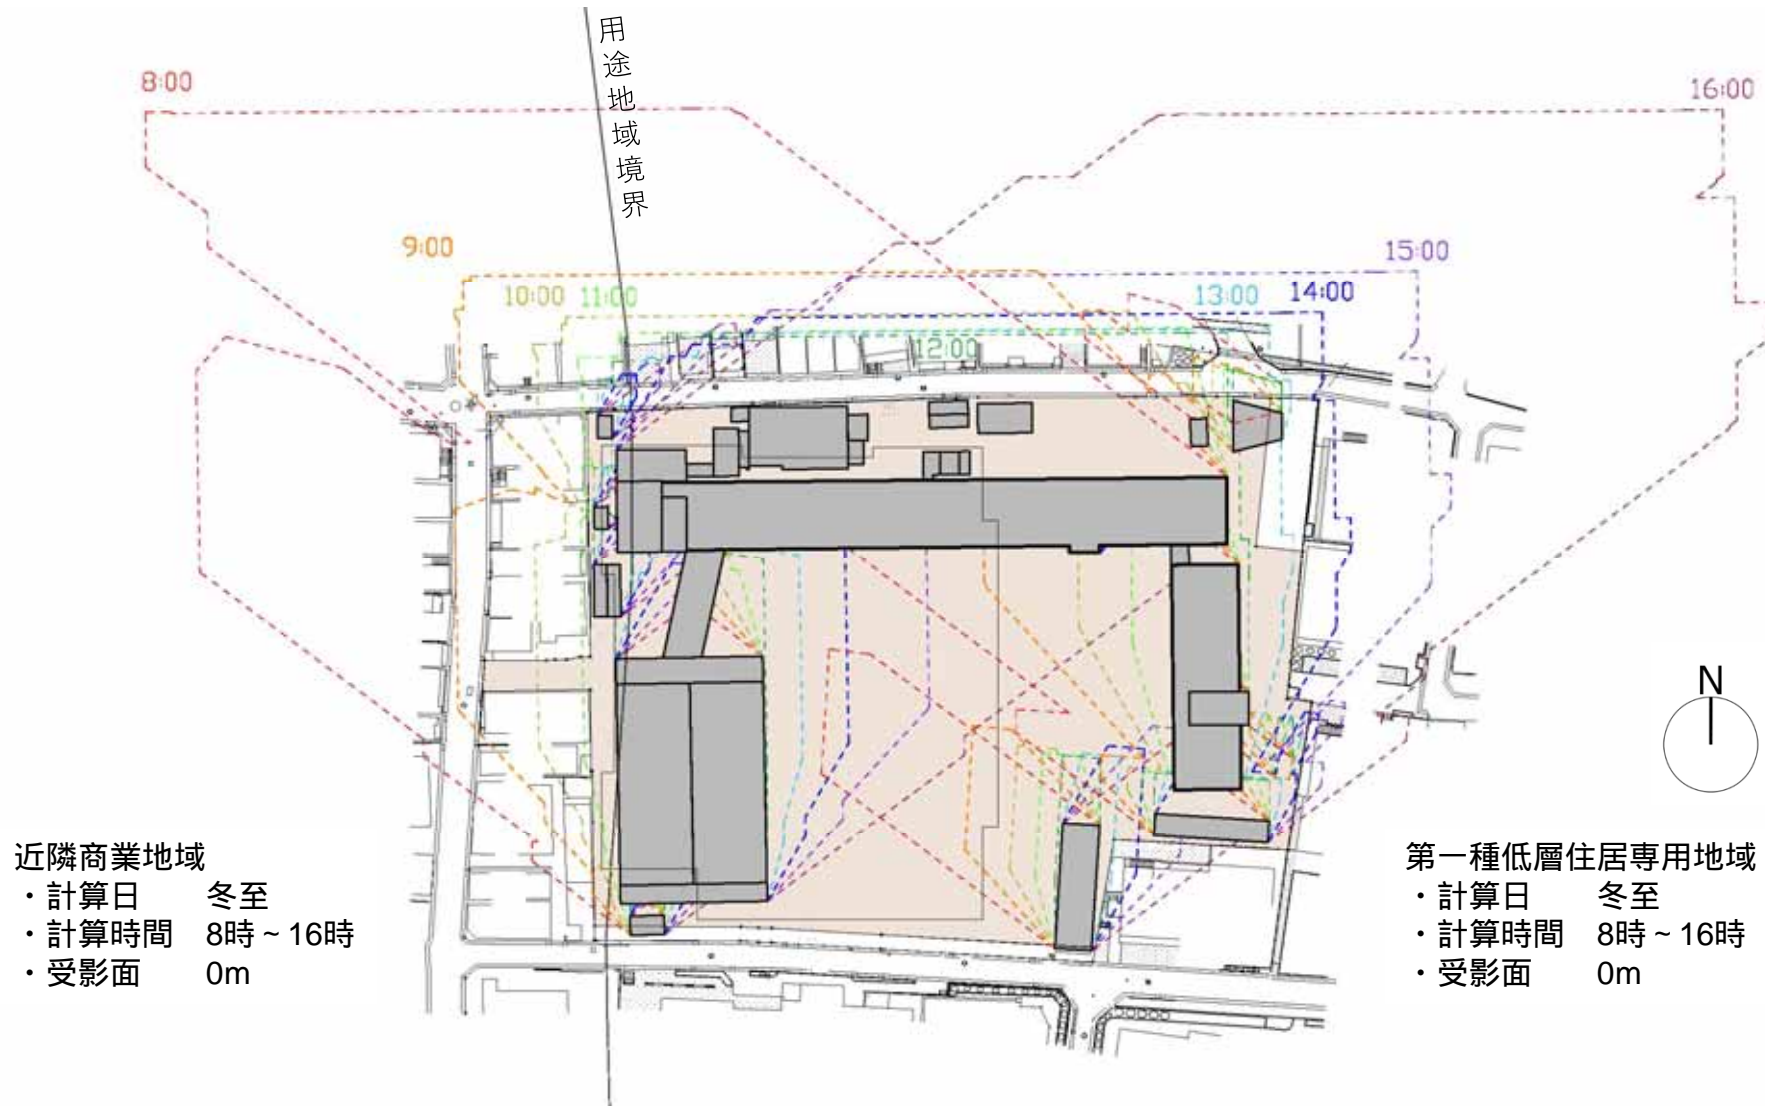 用途地域境界
8:00
16:00
9:00
15:00
10:00
11:00
13:00
14:00
12:00
N
近隣商業地域
・計算日 冬至
・計算時間 8時～16時
・受影面 0m
第一種低層住居専用地域
・計算日 冬至
・計算時間 8時～16時
・受影面 0m